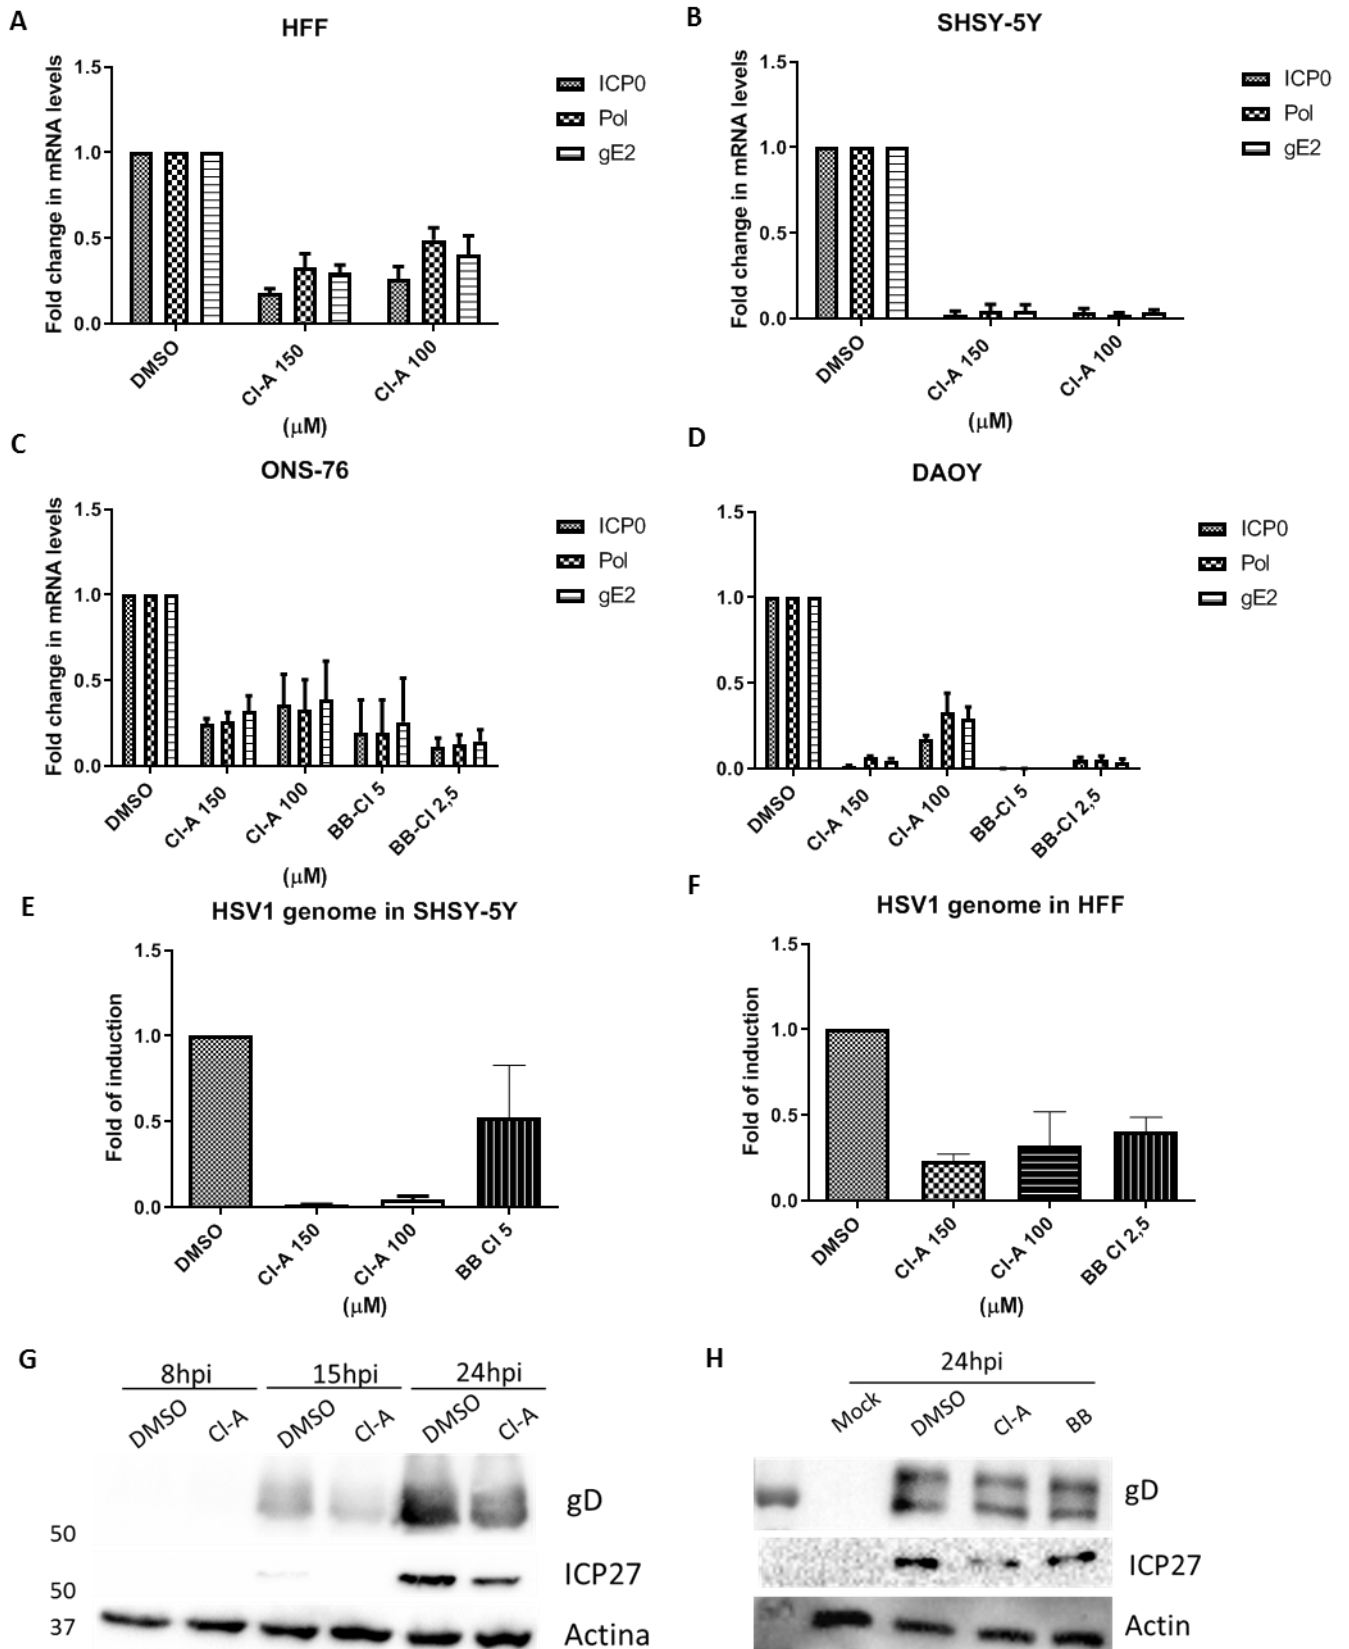 A
HFF
Fold change in mRNA levels
1.5
1.0
0.5
0.0
DMSO
Cl-A 150
Cl-A 100
(μM)
ICP0
Pol
gE2
B
SHSY-5Y
Fold change in mRNA levels
1.5
1.0
0.5
0.0
DMSO
Cl-A 150
Cl-A 100
(μM)
ICP0
Pol
gE2
C
ONS-76
Fold change in mRNA levels
1.5
1.0
0.5
0.0
DMSO
Cl-A 150
Cl-A 100
BB-Cl 5
BB-Cl 2,5
(μM)
ICP0
Pol
gE2
D
DAOY
1.5
1.0
0.5
0.0
DMSO
Cl-A 150
Cl-A 100
BB-Cl 5
BB-Cl 2,5
ICP0
Pol
gE2
E
HSV1 genome in SHSY-5Y
Fold of induction
1.5
1.0
0.5
0.0
DMSO
Cl-A 150
Cl-A 100
BB Cl 5
(μM)
F
HSV1 genome in HFF
Fold of induction
1.5
1.0
0.5
0.0
DMSO
Cl-A 150
Cl-A 100
BB Cl 2,5
(μM)
G
8hpi 15hpi 24hpi
DMSO Cl-A DMSO Cl-A DMSO Cl-A
gD
50
ICP27
50
37
Actina
H
24hpi
Mock DMSO Cl-A BB
gD
ICP27
Actin